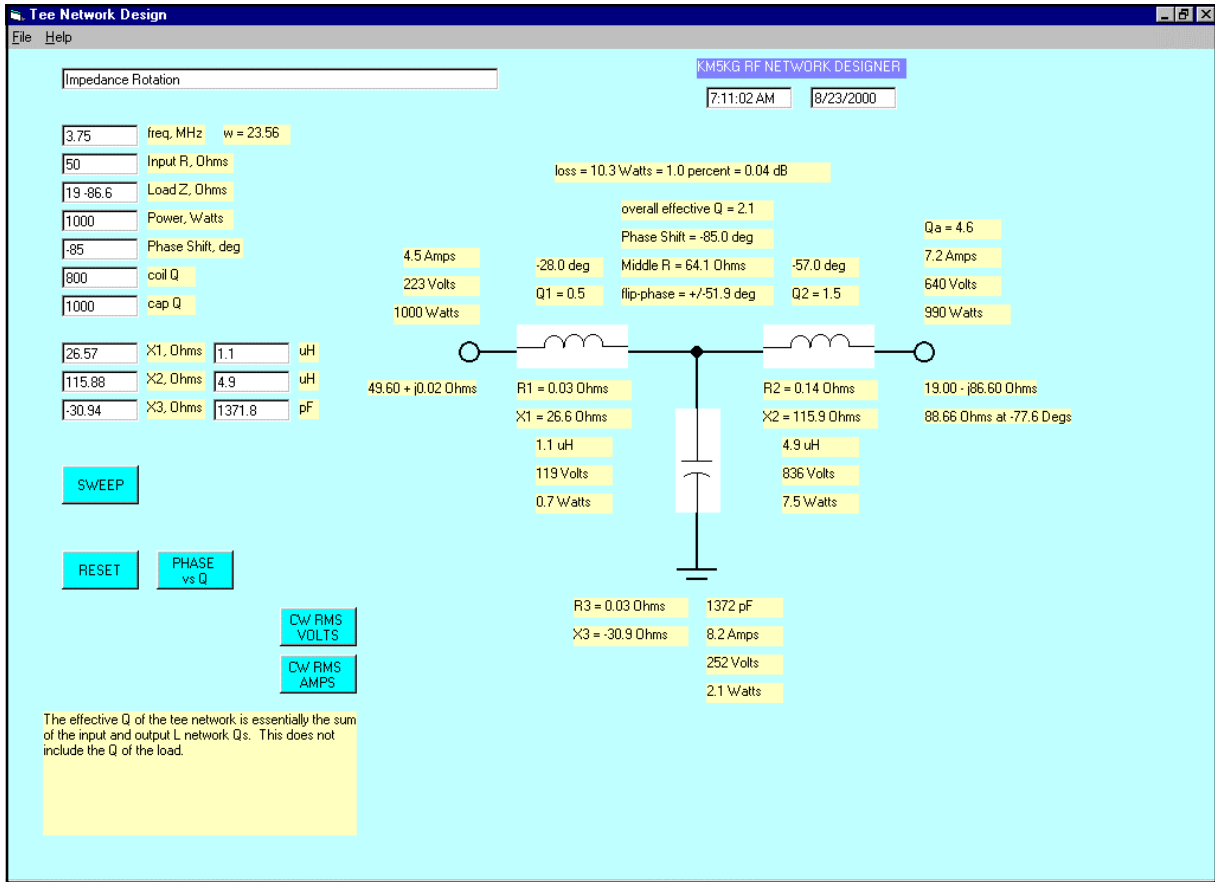 Tee Network Design
File Help
Impedance Rotation
KM5KG RF NETWORK DESIGNER
7:11:02 AM 8/23/2000
3.75 freq, MHz w = 23.56
50 Input R, Ohms
19 -86.6 Load Z, Ohms
1000 Power, Watts
-85 Phase Shift, deg
800 coil Q
1000 cap Q
26.57 X1, Ohms 1.1 uH
115.88 X2, Ohms 4.9 uH
-30.94 X3, Ohms 1371.8 pF
loss = 10.3 Watts = 1.0 percent = 0.04 dB
overall effective Q = 2.1
Phase Shift = -85.0 deg
Middle R = 64.1 Ohms
flip-phase = +/-51.9 deg
4.5 Amps
223 Volts
1000 Watts
-28.0 deg
Q1 = 0.5
-57.0 deg
Q2 = 1.5
Qa = 4.6
7.2 Amps
640 Volts
990 Watts
49.60 + j0.02 Ohms
R1 = 0.03 Ohms
X1 = 26.6 Ohms
1.1 uH
119 Volts
0.7 Watts
R2 = 0.14 Ohms
X2 = 115.9 Ohms
4.9 uH
836 Volts
7.5 Watts
19.00 - j86.60 Ohms
88.66 Ohms at -77.6 Degs
SWEEP
RESET
PHASE
vs Q
CW RMS
VOLTS
CW RMS
AMPS
R3 = 0.03 Ohms
X3 = -30.9 Ohms
1372 pF
8.2 Amps
252 Volts
2.1 Watts
The effective Q of the tee network is essentially the sum
of the input and output L network Qs. This does not
include the Q of the load.